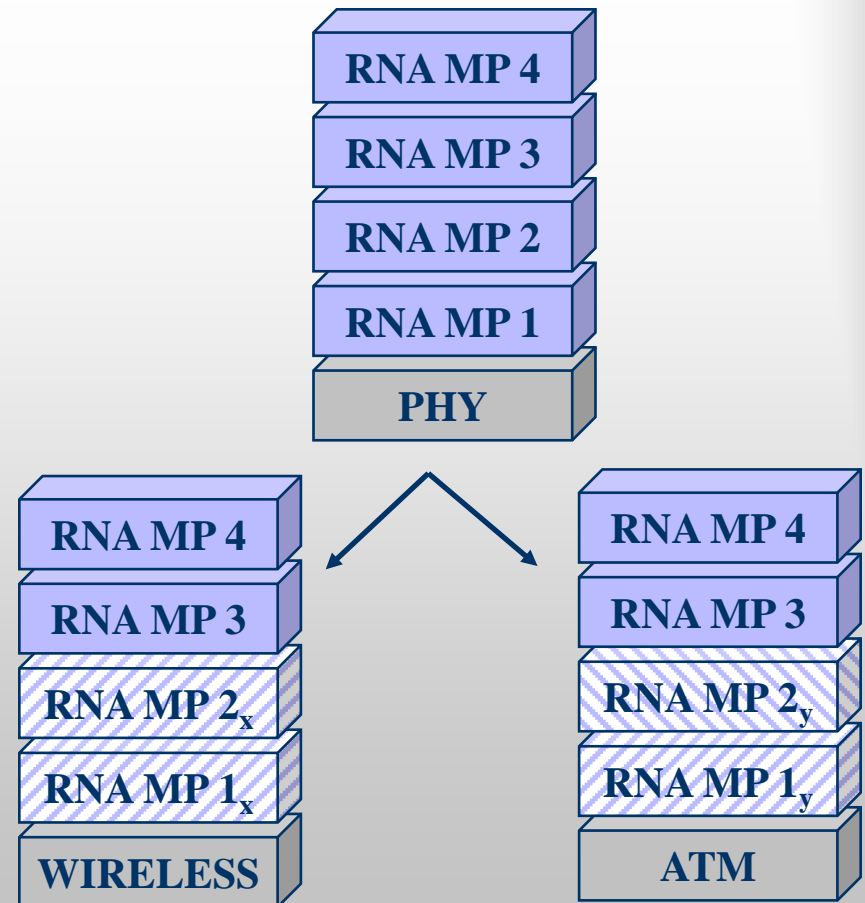 RNA MP 4
RNA MP 3
RNA MP 2
RNA MP 1
PHY
RNA MP 4
RNA MP 3
RNA MP 2x
RNA MP 1x
WIRELESS
RNA MP 4
RNA MP 3
RNA MP 2y
RNA MP 1y
ATM